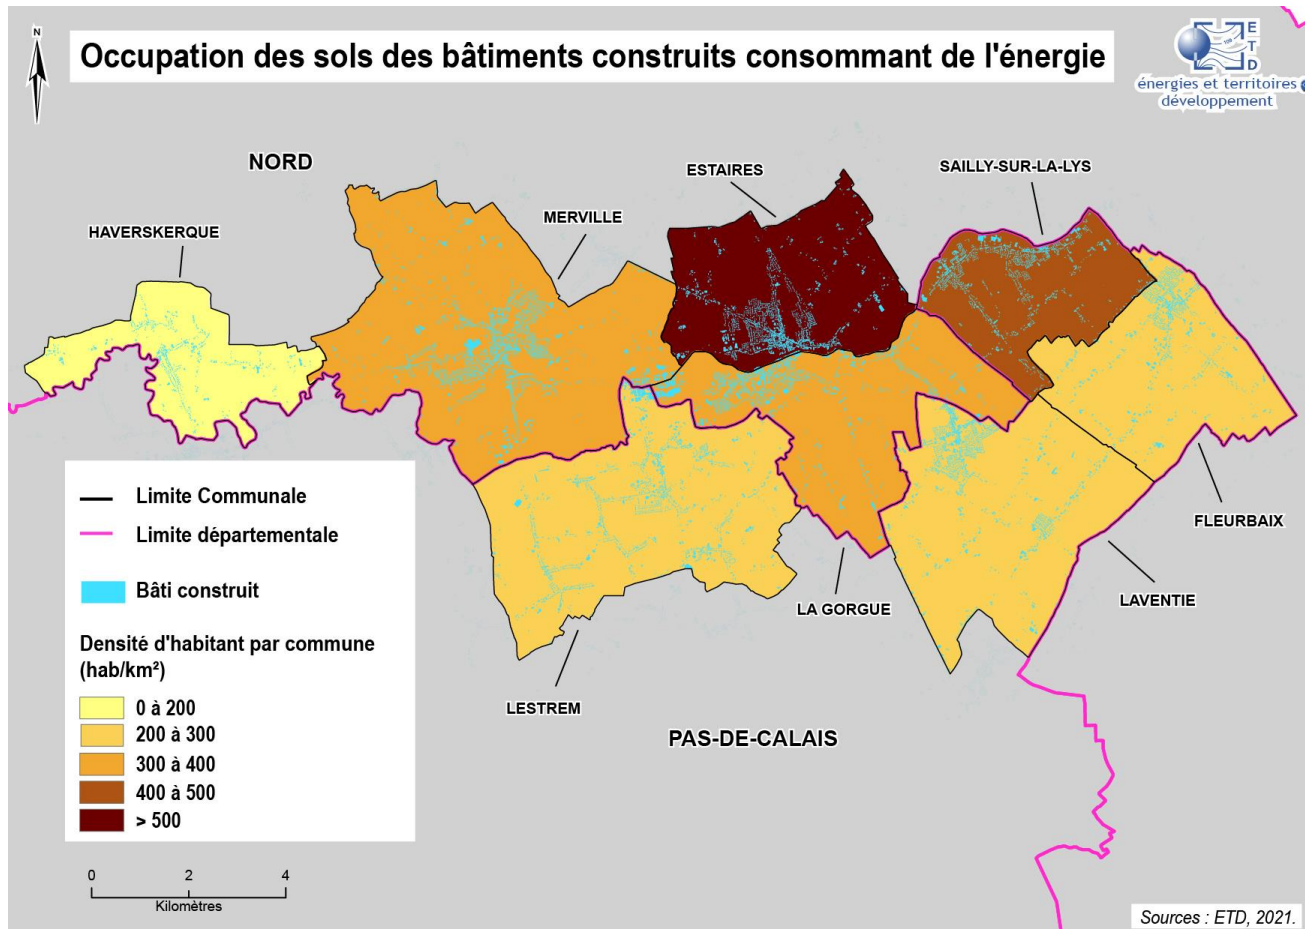 N
Occupation des sols des bâtiments construits consommant de l'énergie
E
T
D
énergies et territoires
développement
NORD
ESTAIRES
SAILLY-SUR-LA-LYS
MERVILLE
HAVERSKERQUE
Limite Communale
Limite départementale
Bâti construit
Densité d'habitant par commune
(hab/km²)
0 à 200
200 à 300
300 à 400
400 à 500
> 500
FLEURBAIX
LAVENTIE
LA GORGUE
LESTREM
PAS-DE-CALAIS
0 2 4
Kilomètres
Sources : ETD, 2021.